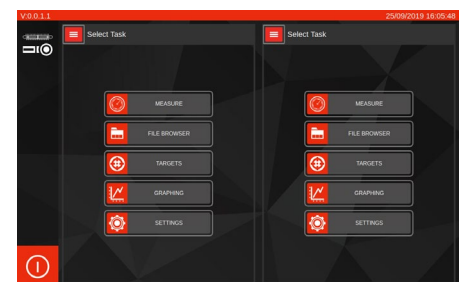 V:0.0.1.1
25/09/2019 16:05:48
Select Task
MEASURE
FILE BROWSER
TARGETS
GRAPHING
SETTINGS
Select Task
MEASURE
FILE BROWSER
TARGETS
GRAPHING
SETTINGS